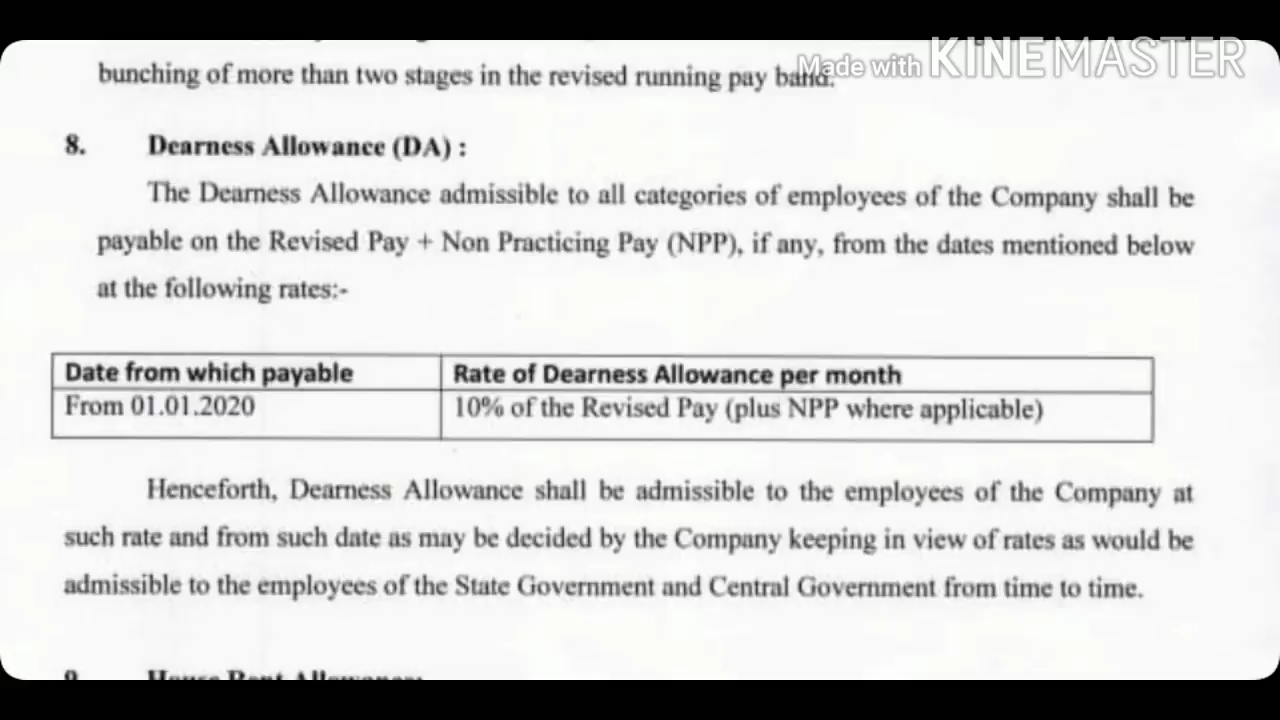 Made with KINEMASTER
bunching of more than two stages in the revised running pay band.
8. Dearness Allowance (DA) :
The Dearness Allowance admissible to all categories of employees of the Company shall be
payable on the Revised Pay + Non Practicing Pay (NPP), if any, from the dates mentioned below
at the following rates:-
Date from which payable Rate of Dearness Allowance per month
From 01.01.2020 10% of the Revised Pay (plus NPP where applicable)
Henceforth, Dearness Allowance shall be admissible to the employees of the Company at
such rate and from such date as may be decided by the Company keeping in view of rates as would be
admissible to the employees of the State Government and Central Government from time to time.
9. House Rent Allowance: